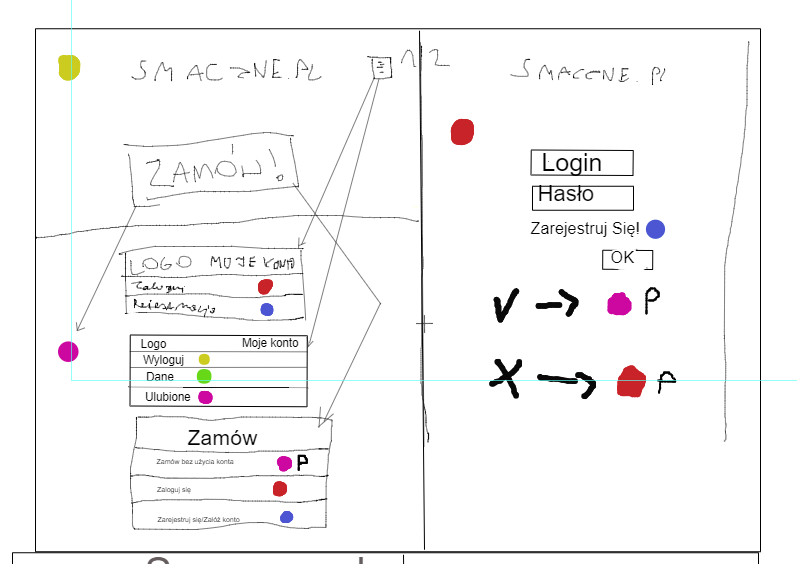 SMACZNE.PL
1/2
ZAMÓW!
LOGO MOJE KONTO
Zaloguj
Rejestracja
Logo Moje konto
Wyloguj
Dane
Ulubione
Zamów
Zamów bez użycia konta P
Zaloguj się
Zarejestruj się/Załóż konto
SMACZNE.Pl
Login
Hasło
Zarejestruj Się!
OK
V → P
X → P